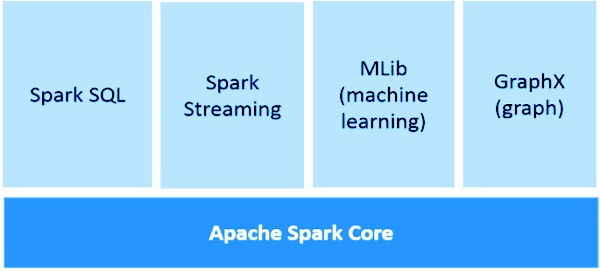 Spark SQL
Spark
Streaming
MLib
(machine
learning)
GraphX
(graph)
Apache Spark Core